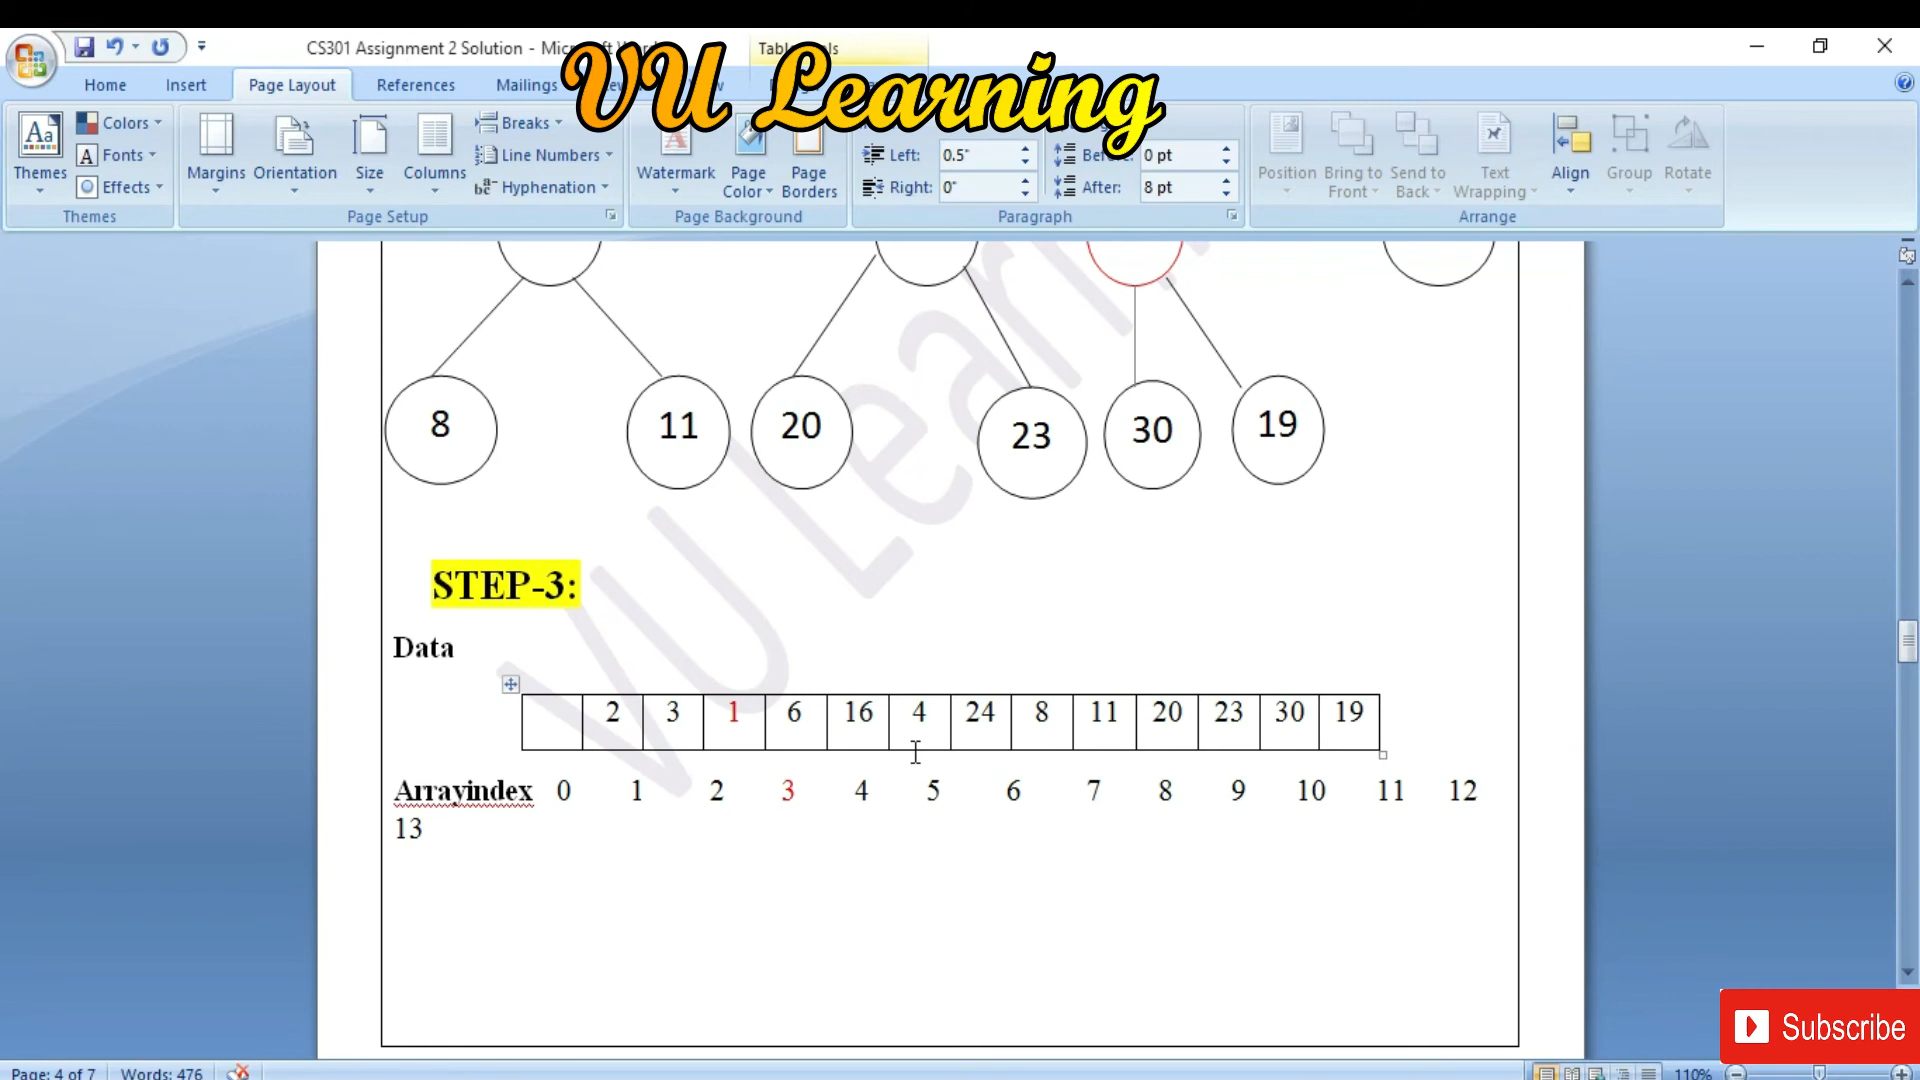 CS301 Assignment 2 Solution - Micr
VU Learning
Home Insert Page Layout References Mailings
Themes
Colors
Fonts
Effects
Themes
Margins
Orientation
Size
Columns
Breaks
Line Numbers
Hyphenation
Page Setup
Watermark
Page Color
Page Borders
Page Background
Left: 0.5"
Right: 0"
Before: 0 pt
After: 8 pt
Paragraph
Position
Bring to Front
Send to Back
Text Wrapping
Align
Group
Rotate
Arrange
8 11 20 23 30 19
VU Learn
STEP-3:
Data
2 3 1 6 16 4 24 8 11 20 23 30 19
Arrayindex 0 1 2 3 4 5 6 7 8 9 10 11 12
13
Subscribe
Page: 4 of 7 Words: 476 110%